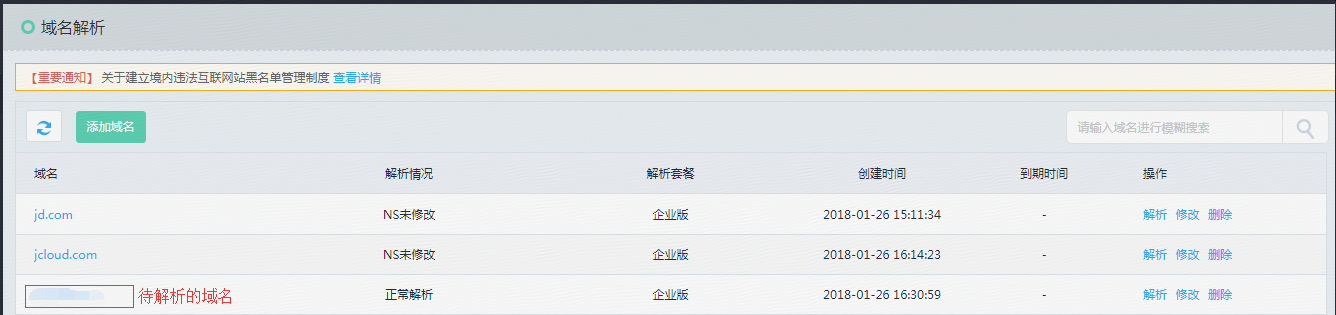 域名解析
【重要通知】 关于建立境内违法互联网站黑名单管理制度 查看详情
添加域名 请输入域名进行模糊搜索
域名 解析情况 解析套餐 创建时间 到期时间 操作
jd.com NS未修改 企业版 2018-01-26 15:11:34 - 解析 修改 删除
jcloud.com NS未修改 企业版 2018-01-26 16:14:23 - 解析 修改 删除
待解析的域名 正常解析 企业版 2018-01-26 16:30:59 - 解析 修改 删除